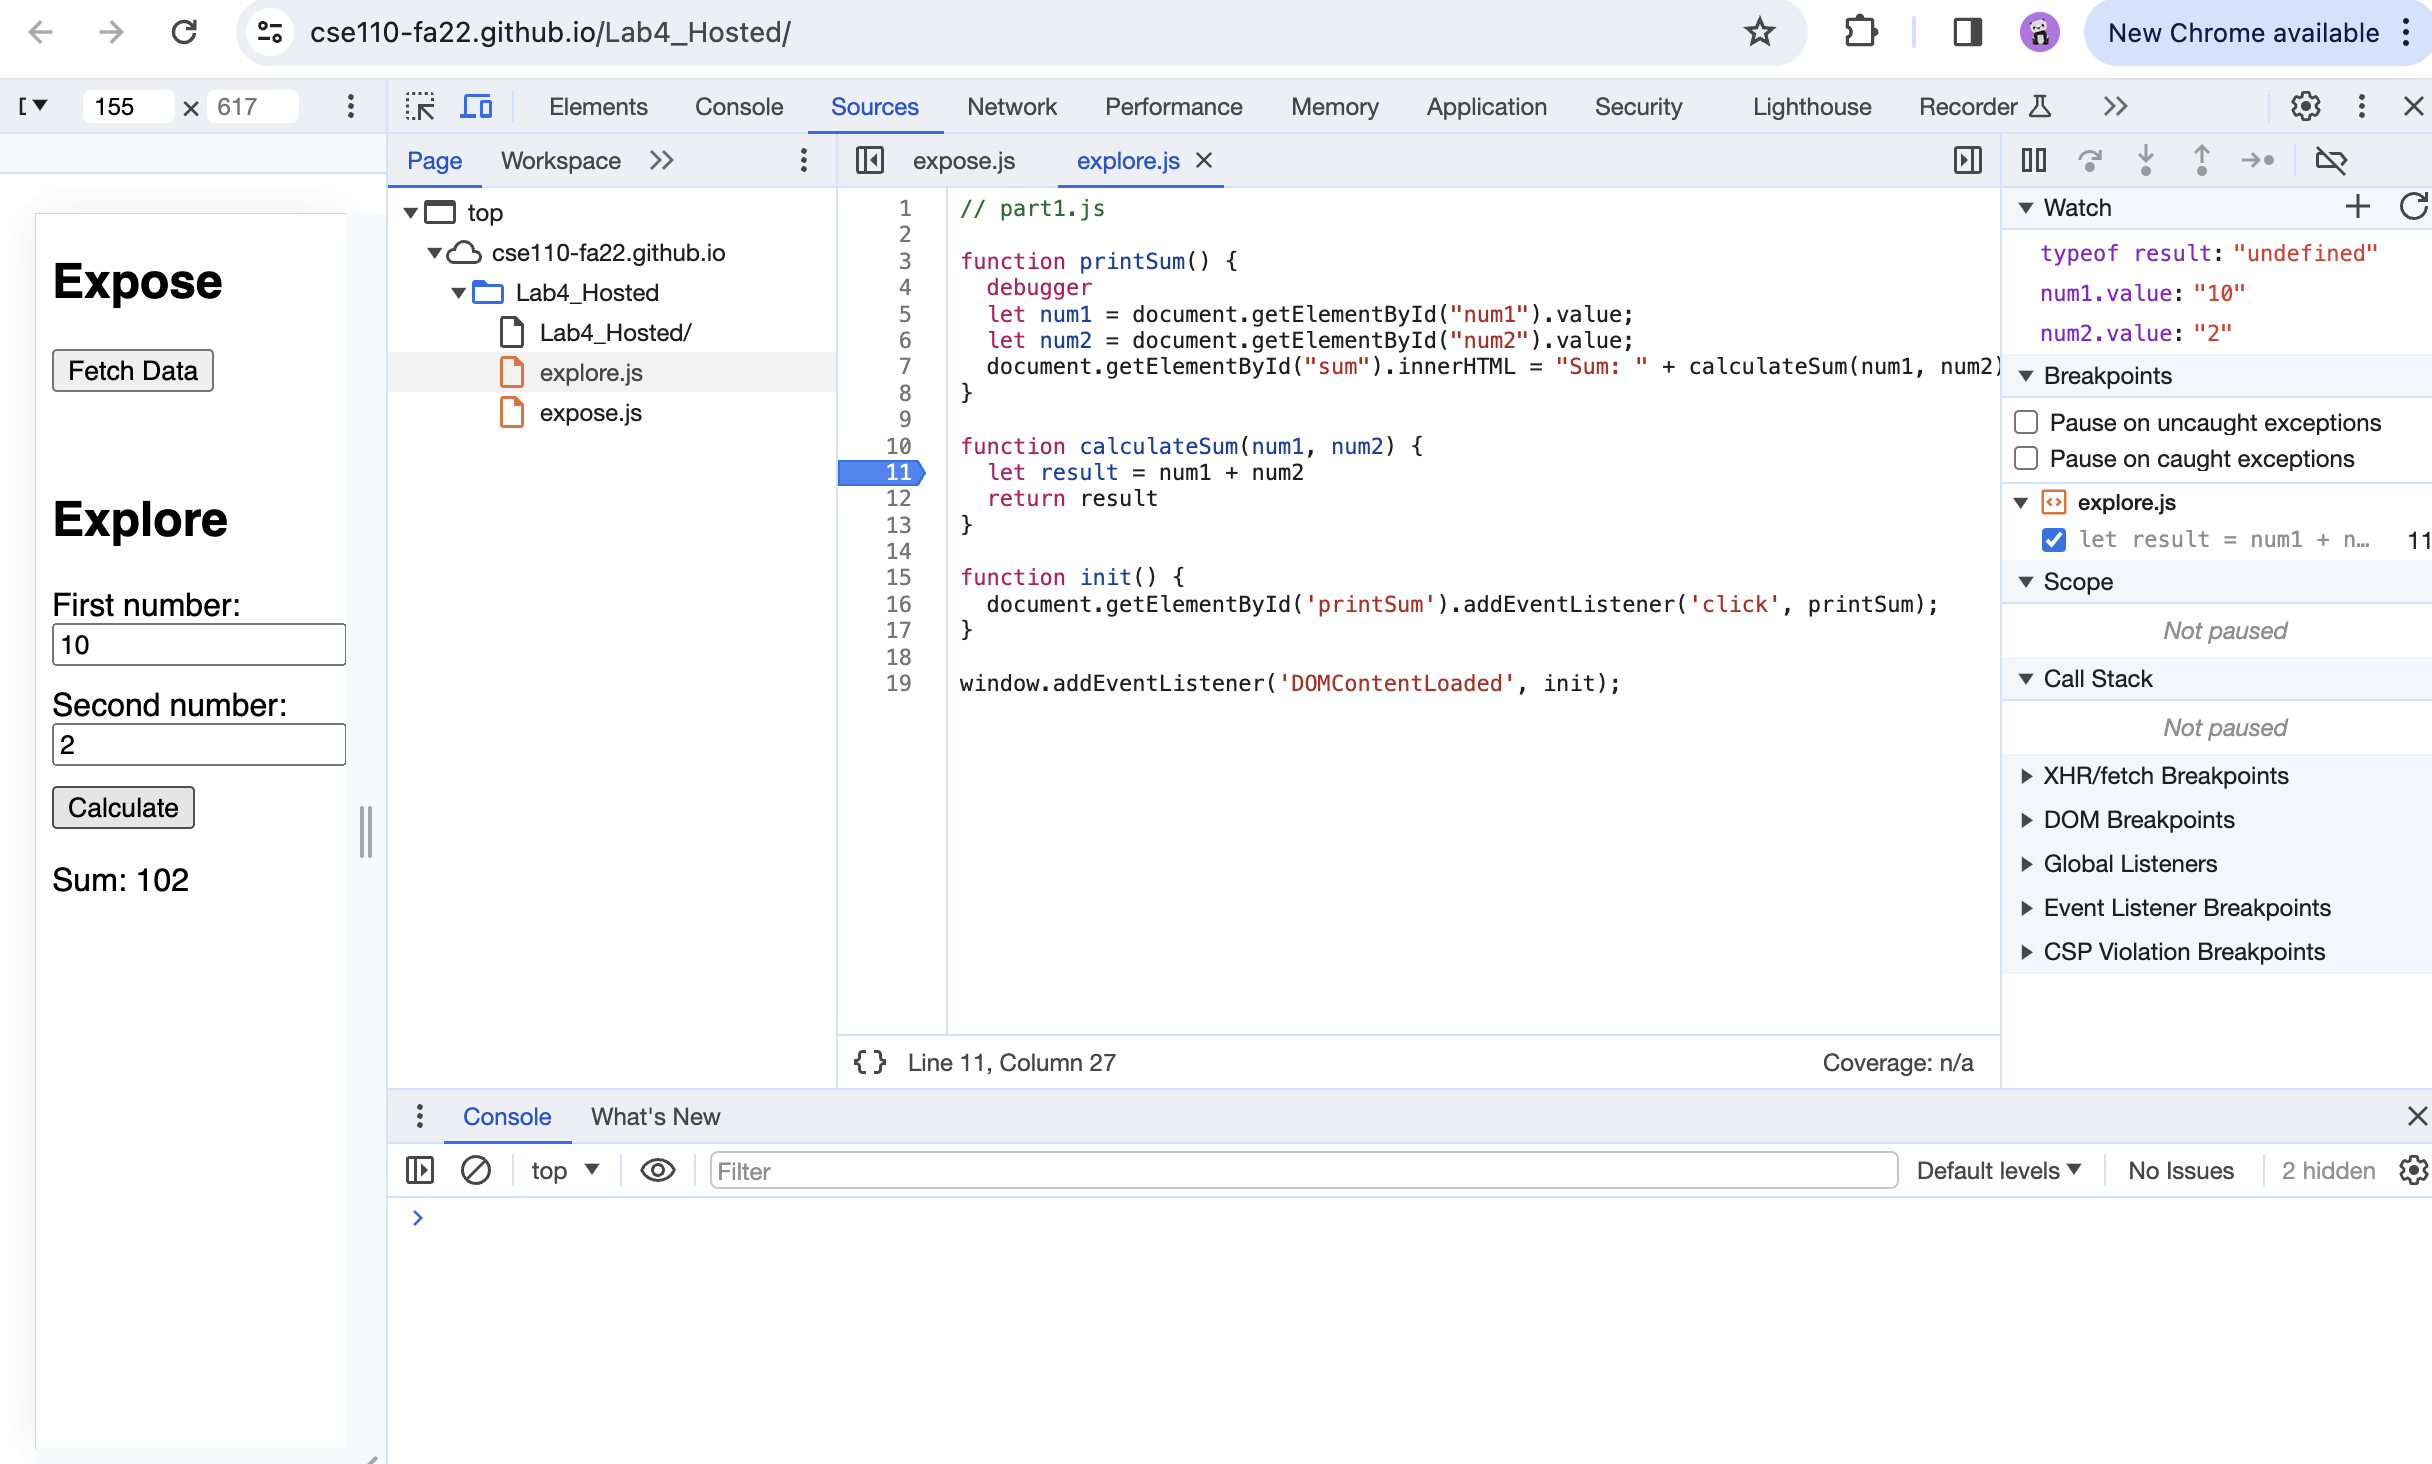 cse110-fa22.github.io/Lab4_Hosted/
New Chrome available
155 × 617
Elements Console Sources Network Performance Memory Application Security Lighthouse Recorder
Page Workspace
expose.js explore.js
Expose
Fetch Data
Explore
First number:
10
Second number:
2
Calculate
Sum: 102
top
cse110-fa22.github.io
Lab4_Hosted
Lab4_Hosted/
explore.js
expose.js
1 // part1.js
2
3 function printSum() {
4 debugger
5 let num1 = document.getElementById("num1").value;
6 let num2 = document.getElementById("num2").value;
7 document.getElementById("sum").innerHTML = "Sum: " + calculateSum(num1, num2)
8 }
9
10 function calculateSum(num1, num2) {
11 let result = num1 + num2
12 return result
13 }
14
15 function init() {
16 document.getElementById('printSum').addEventListener('click', printSum);
17 }
18
19 window.addEventListener('DOMContentLoaded', init);
{} Line 11, Column 27
Coverage: n/a
Watch
typeof result: "undefined"
num1.value: "10"
num2.value: "2"
Breakpoints
Pause on uncaught exceptions
Pause on caught exceptions
explore.js
let result = num1 + n… 11
Scope
Not paused
Call Stack
Not paused
XHR/fetch Breakpoints
DOM Breakpoints
Global Listeners
Event Listener Breakpoints
CSP Violation Breakpoints
Console What's New
top Filter Default levels No Issues 2 hidden